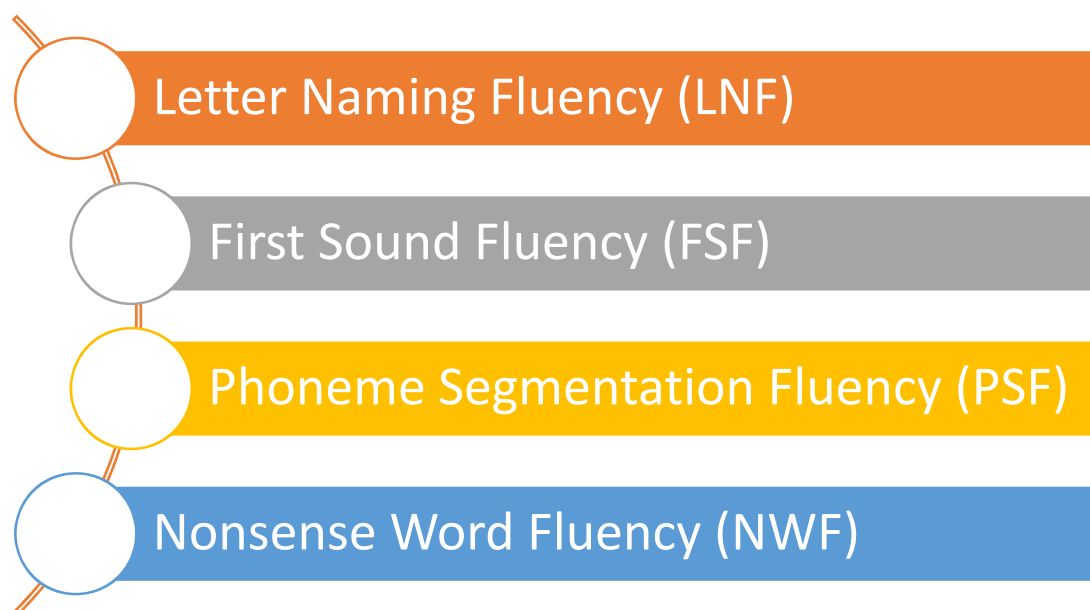 Letter Naming Fluency (LNF)
First Sound Fluency (FSF)
Phoneme Segmentation Fluency (PSF)
Nonsense Word Fluency (NWF)